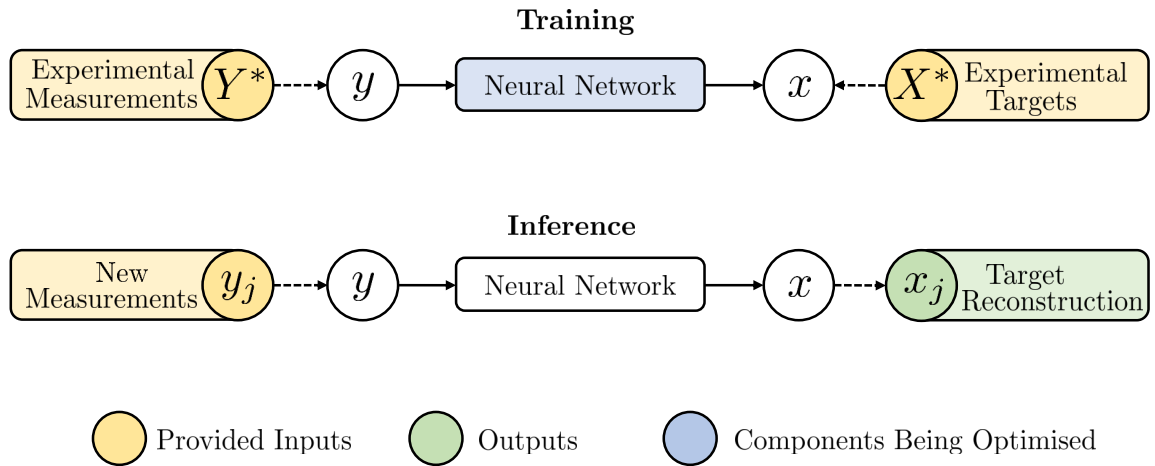 Training
Experimental
Measurements
Y* y Neural Network x X*
Experimental
Targets
Inference
New
Measurements
y_j y Neural Network x x_j
Target
Reconstruction
Provided Inputs Outputs Components Being Optimised